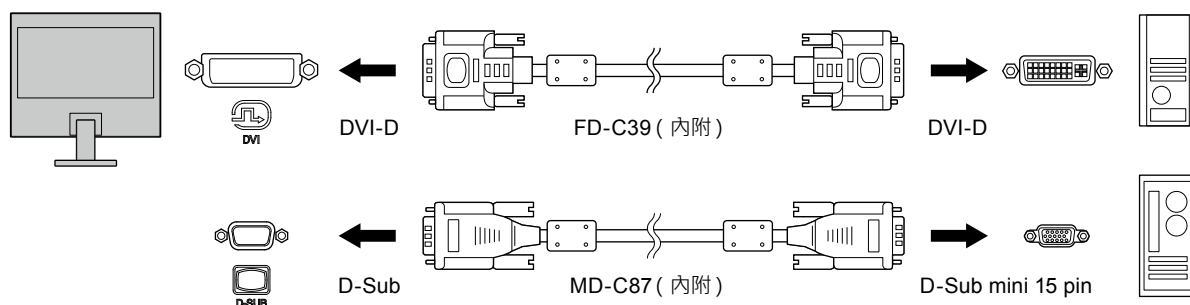 DVI
DVI-D
FD-C39 ( 內附 )
DVI-D
D-SUB
D-Sub
MD-C87 ( 內附 )
D-Sub mini 15 pin